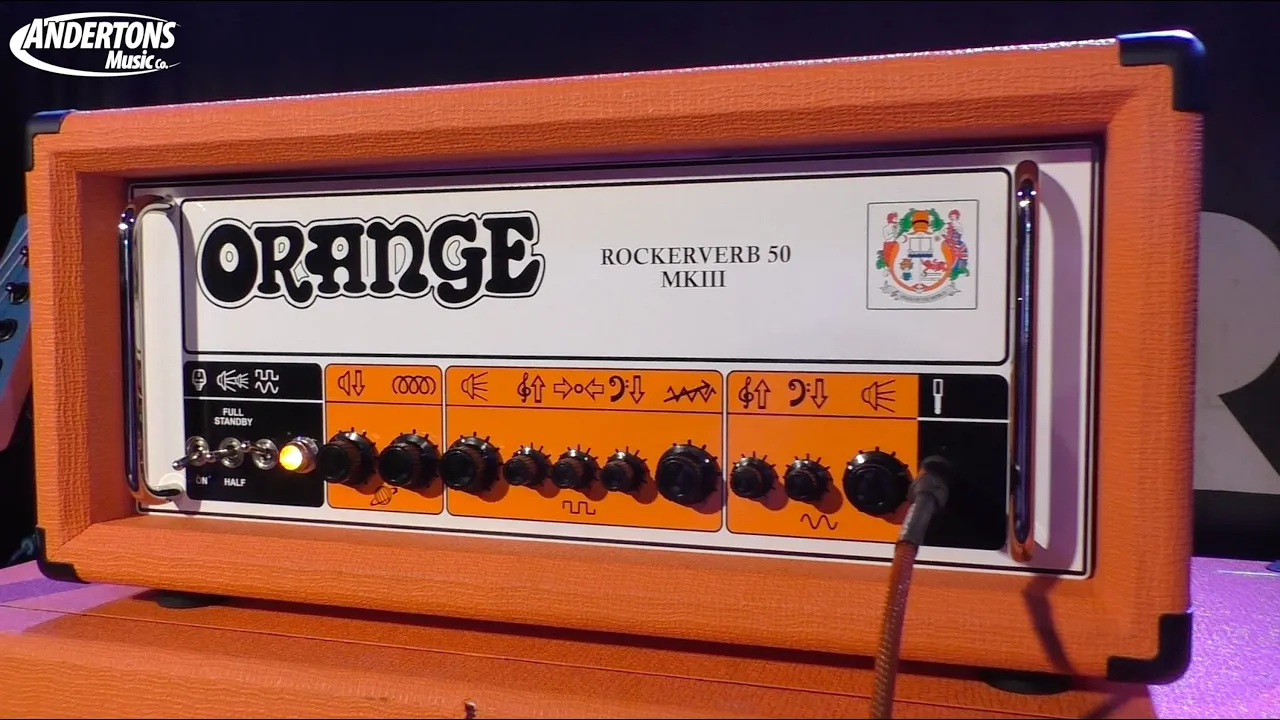 ANDERTONS
Music Co.
ORANGE
ROCKERVERB 50
MKIII
FULL
STANDBY
ON
HALF
R